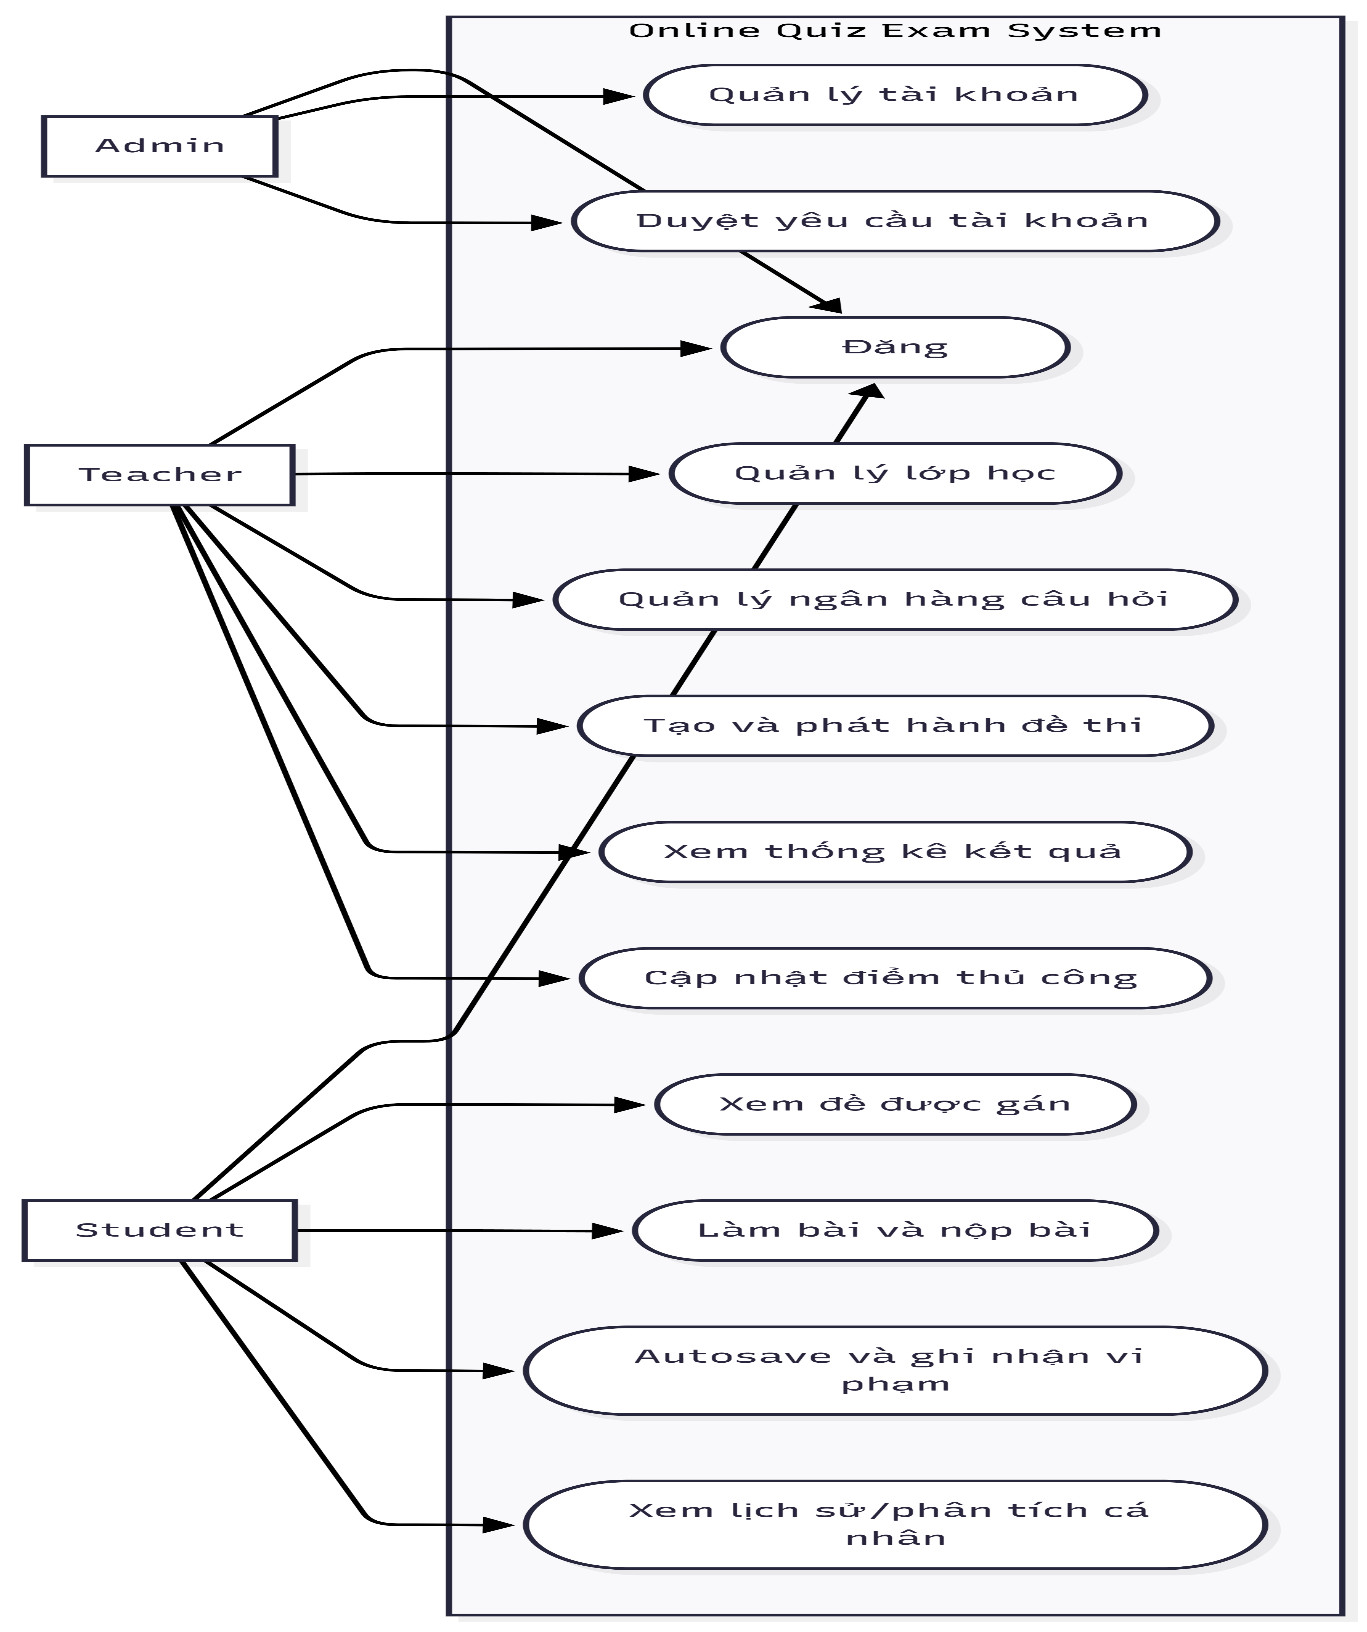 Online Quiz Exam System
Quản lý tài khoản
Admin
Duyệt yêu cầu tài khoản
Đăng
Teacher
Quản lý lớp học
Quản lý ngân hàng câu hỏi
Tạo và phát hành đề thi
Xem thống kê kết quả
Cập nhật điểm thủ công
Xem đề được gán
Student
Làm bài và nộp bài
Autosave và ghi nhận vi
phạm
Xem lịch sử/phân tích cá
nhân